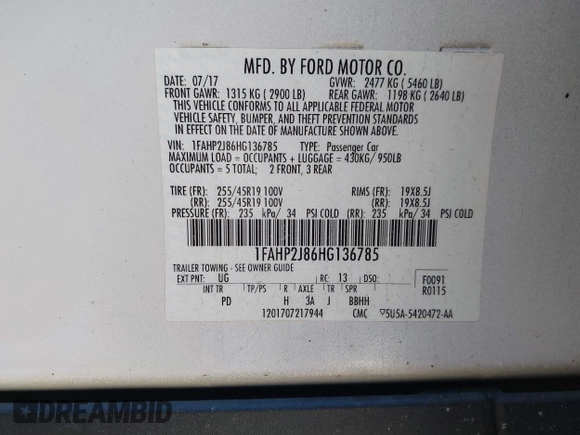 MFD. BY FORD MOTOR CO.
DATE: 07/17 GVWR: 2477 KG ( 5460 LB)
FRONT GAWR: 1315 KG ( 2900 LB) REAR GAWR: 1198 KG ( 2640 LB)
THIS VEHICLE CONFORMS TO ALL APPLICABLE FEDERAL MOTOR
VEHICLE SAFETY, BUMPER, AND THEFT PREVENTION STANDARDS
IN EFFECT ON THE DATE OF MANUFACTURE SHOWN ABOVE.
VIN: 1FAHP2J86HG136785 TYPE: Passenger Car
MAXIMUM LOAD = OCCUPANTS + LUGGAGE = 430KG/ 950LB
OCCUPANTS = 5 TOTAL; 2 FRONT, 3 REAR
TIRE (FR): 255/45R19 100V RIMS (FR): 19X8.5J
(RR): 255/45R19 100V (RR): 19X8.5J
PRESSURE (FR): 235 kPa/ 34 PSI COLD (RR): 235 kPa/ 34 PSI COLD
1FAHP2J86HG136785
TRAILER TOWING - SEE OWNER GUIDE
EXT PNT: UG RC: 13 DSO: F0091
INT TR TP/PS R AXLE TR SPR R0115
PD H 3A J BBHH
1201707217944 CMC ▽5U5A-5420472-AA
DREAMBID